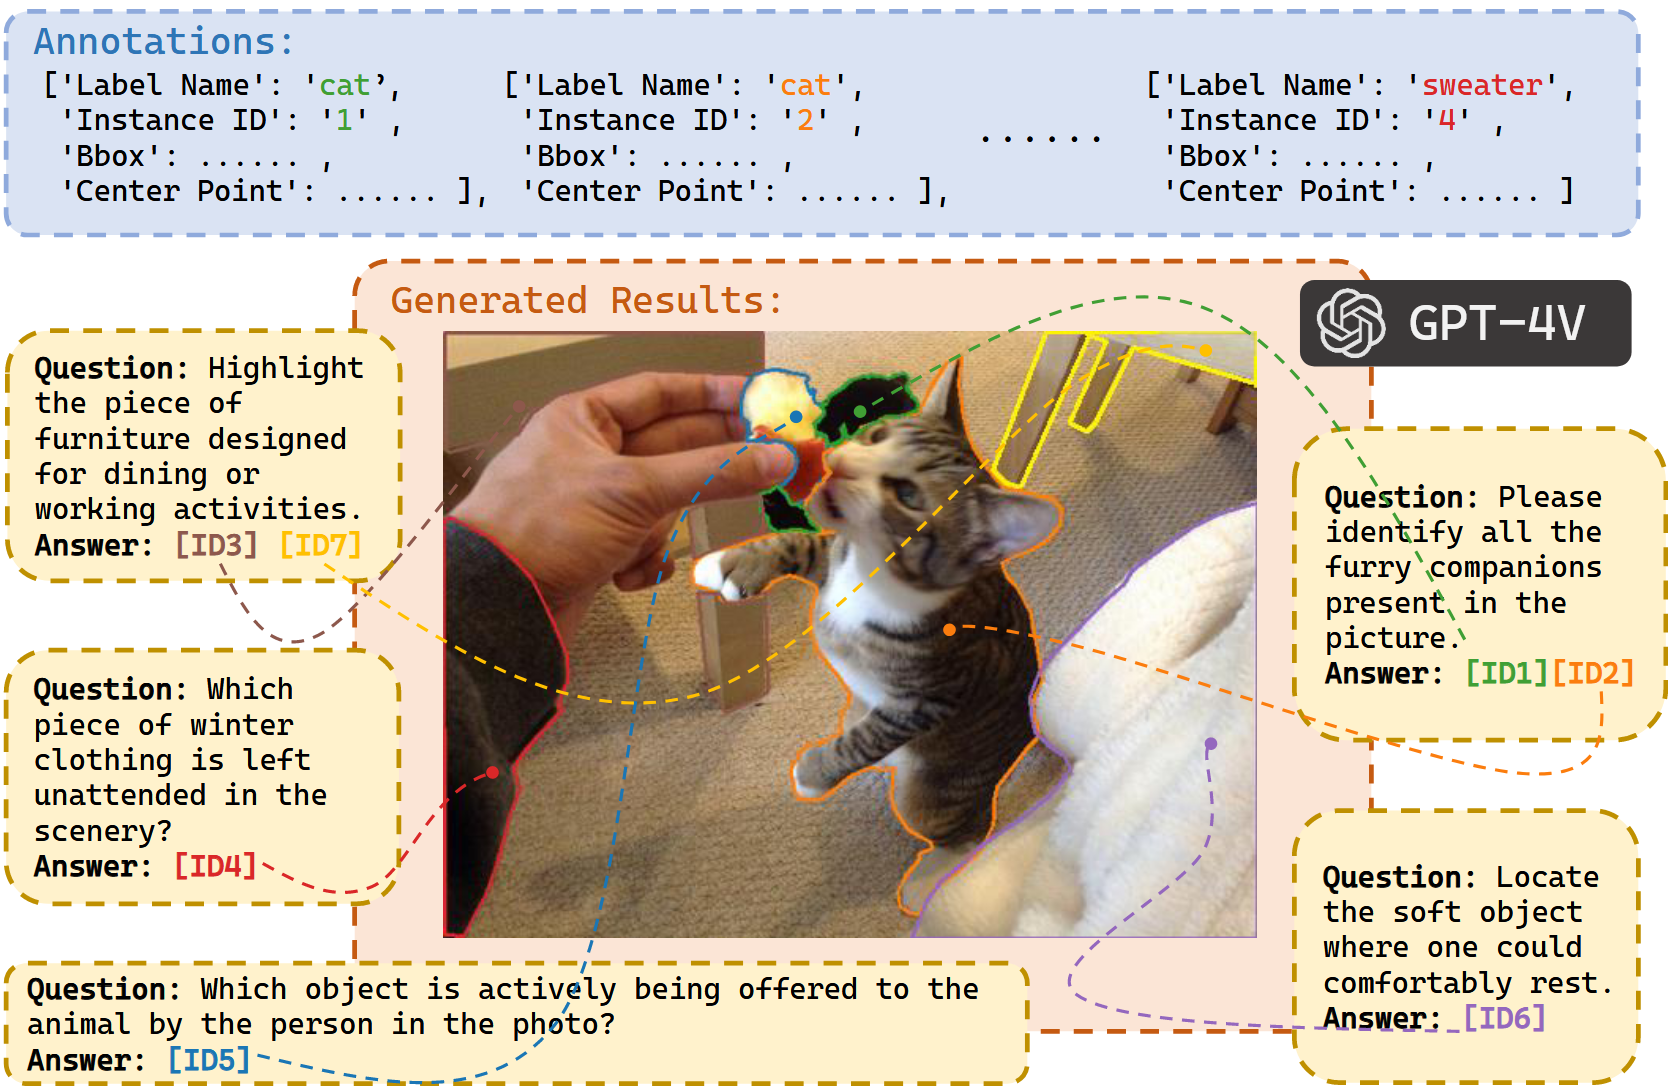 Annotations:
['Label Name': 'cat’,
'Instance ID': '1' ,
'Bbox': ...... ,
'Center Point': ...... ],
['Label Name': 'cat',
'Instance ID': '2' ,
'Bbox': ...... ,
'Center Point': ...... ],
......
['Label Name': 'sweater',
'Instance ID': '4' ,
'Bbox': ...... ,
'Center Point': ...... ]
Generated Results:
GPT-4V
Question: Highlight
the piece of
furniture designed
for dining or
working activities.
Answer: [ID3] [ID7]
Question: Which
piece of winter
clothing is left
unattended in the
scenery?
Answer: [ID4]
Question: Please
identify all the
furry companions
present in the
picture.
Answer: [ID1][ID2]
Question: Locate
the soft object
where one could
comfortably rest.
Answer: [ID6]
Question: Which object is actively being offered to the
animal by the person in the photo?
Answer: [ID5]